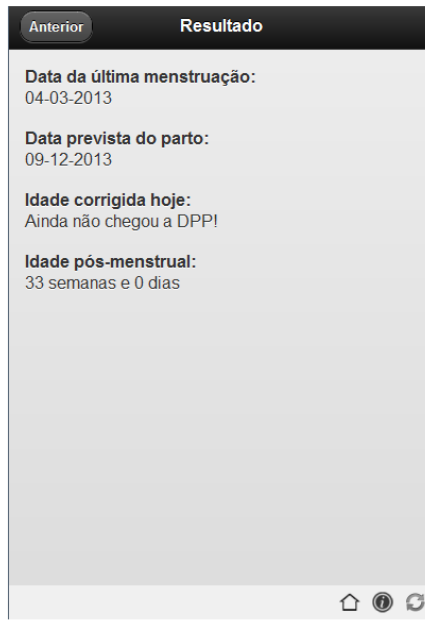 Anterior
Resultado
Data da última menstruação:
04-03-2013
Data prevista do parto:
09-12-2013
Idade corrigida hoje:
Ainda não chegou a DPP!
Idade pós-menstrual:
33 semanas e 0 dias